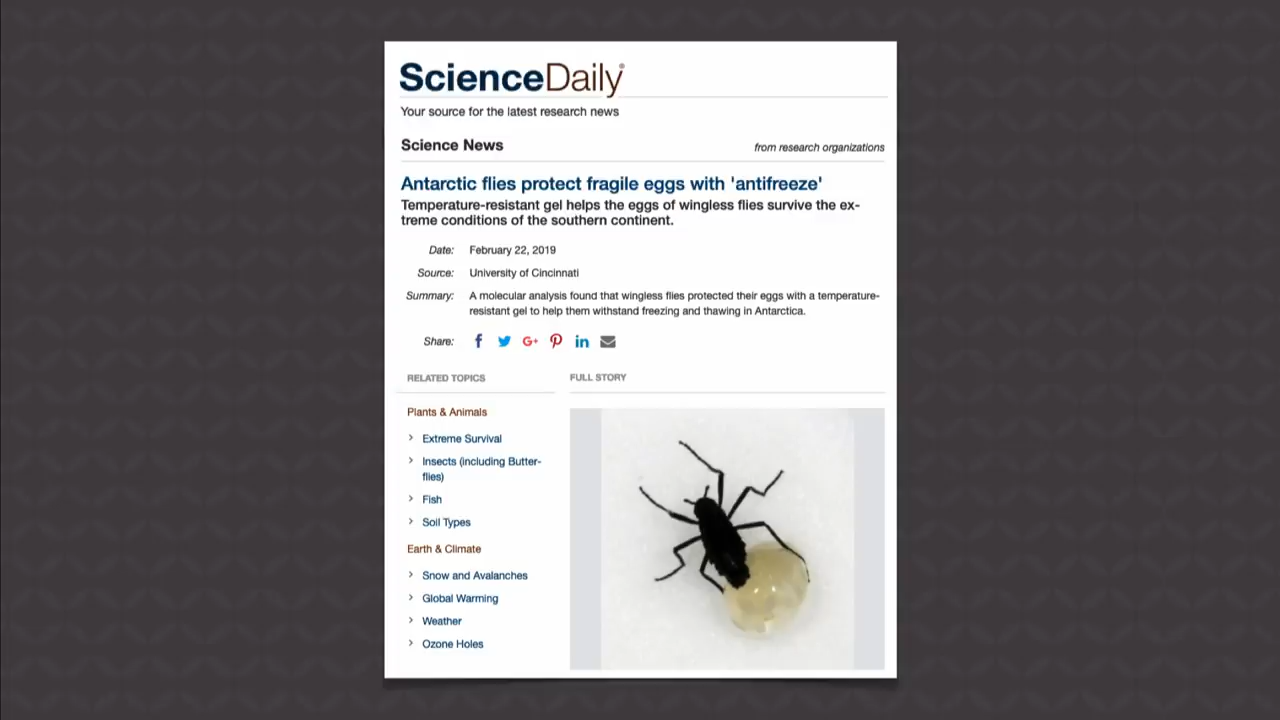 ScienceDaily®
Your source for the latest research news
Science News
from research organizations
Antarctic flies protect fragile eggs with 'antifreeze'
Temperature-resistant gel helps the eggs of wingless flies survive the ex-
treme conditions of the southern continent.
Date: February 22, 2019
Source: University of Cincinnati
Summary: A molecular analysis found that wingless flies protected their eggs with a temperature-
resistant gel to help them withstand freezing and thawing in Antarctica.
Share: f G+ in
RELATED TOPICS
Plants & Animals
Extreme Survival
Insects (including Butter-
flies)
Fish
Soil Types
Earth & Climate
Snow and Avalanches
Global Warming
Weather
Ozone Holes
FULL STORY